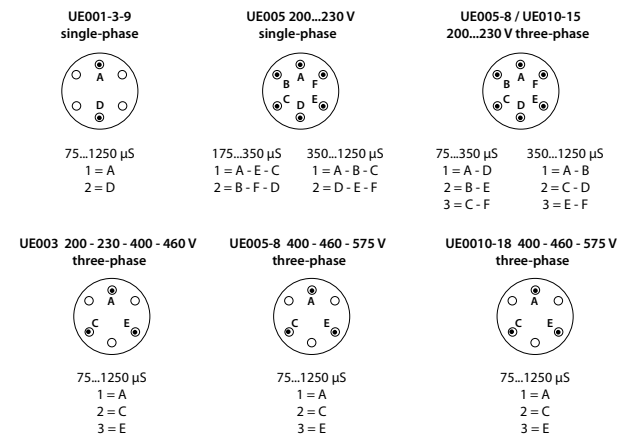 UE001-3-9
single-phase
A
D
75...1250 µS
1 = A
2 = D
UE005 200...230 V
single-phase
A
B F
C E
D
175...350 µS 350...1250 µS
1 = A - E - C 1 = A - B - C
2 = B - F - D 2 = D - E - F
UE005-8 / UE010-15
200...230 V three-phase
A
B F
C E
D
75...350 µS 350...1250 µS
1 = A - D 1 = A - B
2 = B - E 2 = C - D
3 = C - F 3 = E - F
UE003 200 - 230 - 400 - 460 V
three-phase
A
C E
75...1250 µS
1 = A
2 = C
3 = E
UE005-8 400 - 460 - 575 V
three-phase
A
C E
75...1250 µS
1 = A
2 = C
3 = E
UE0010-18 400 - 460 - 575 V
three-phase
A
C E
75...1250 µS
1 = A
2 = C
3 = E